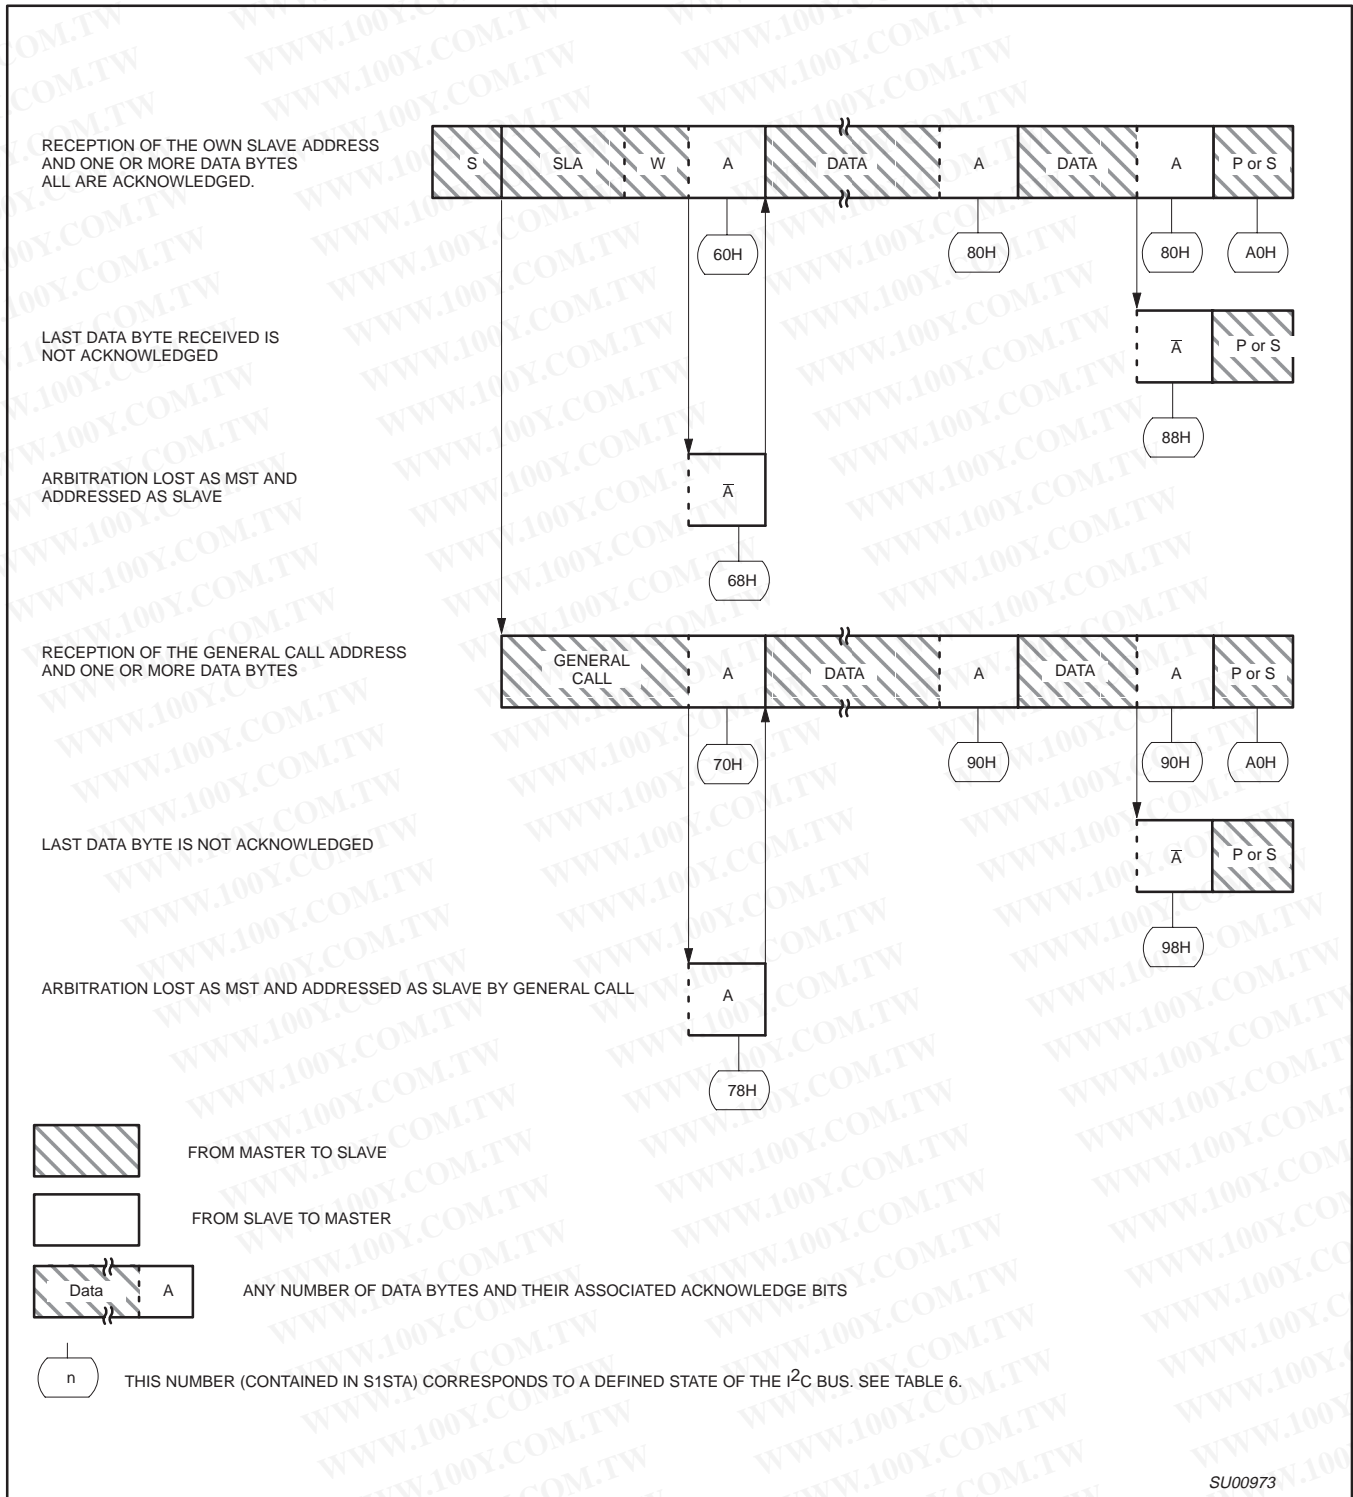 RECEPTION OF THE OWN SLAVE ADDRESS
AND ONE OR MORE DATA BYTES
ALL ARE ACKNOWLEDGED.
S SLA W A DATA A DATA A P or S
60H 80H 80H A0H
LAST DATA BYTE RECEIVED IS
NOT ACKNOWLEDGED
A̅ P or S
88H
ARBITRATION LOST AS MST AND
ADDRESSED AS SLAVE
A̅
68H
RECEPTION OF THE GENERAL CALL ADDRESS
AND ONE OR MORE DATA BYTES
GENERAL
CALL
A DATA A DATA A P or S
70H 90H 90H A0H
LAST DATA BYTE IS NOT ACKNOWLEDGED
A̅ P or S
98H
ARBITRATION LOST AS MST AND ADDRESSED AS SLAVE BY GENERAL CALL
A
78H
FROM MASTER TO SLAVE
FROM SLAVE TO MASTER
Data A ANY NUMBER OF DATA BYTES AND THEIR ASSOCIATED ACKNOWLEDGE BITS
n THIS NUMBER (CONTAINED IN S1STA) CORRESPONDS TO A DEFINED STATE OF THE I²C BUS. SEE TABLE 6.
SU00973
WWW.100Y.COM.TW